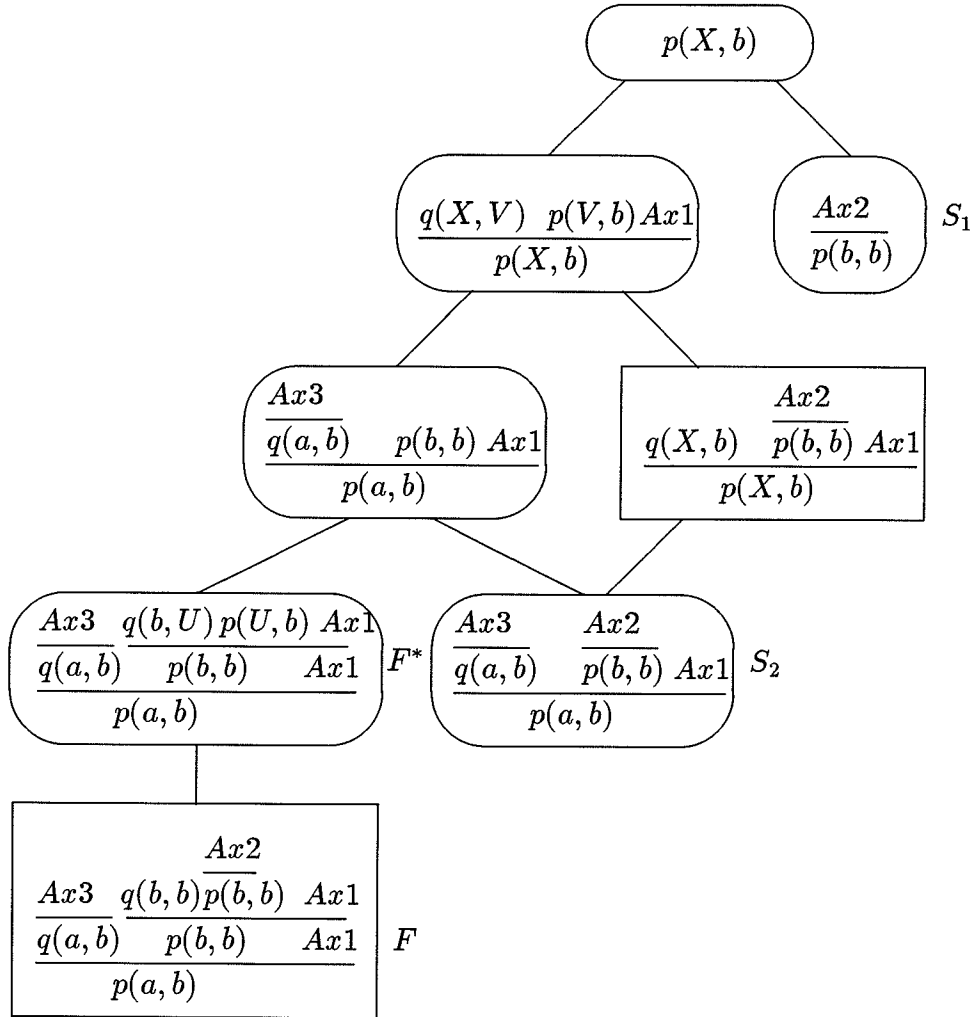 p(X, b)
q(X, V) p(V, b) Ax1
p(X, b)
Ax2
p(b, b)
S₁
Ax3
q(a, b) p(b, b) Ax1
p(a, b)
Ax2
q(X, b) p(b, b) Ax1
p(X, b)
Ax3 q(b, U) p(U, b) Ax1
q(a, b) p(b, b) Ax1
p(a, b)
F*
Ax3 Ax2
q(a, b) p(b, b) Ax1
p(a, b)
S₂
Ax2
Ax3 q(b, b) p(b, b) Ax1
q(a, b) p(b, b) Ax1
p(a, b)
F